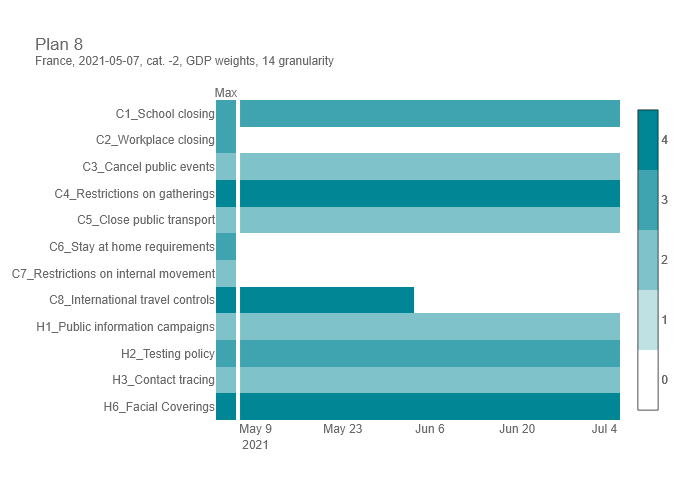 Plan 8
France, 2021-05-07, cat. -2, GDP weights, 14 granularity
Max
C1_School closing
C2_Workplace closing
C3_Cancel public events
C4_Restrictions on gatherings
C5_Close public transport
C6_Stay at home requirements
C7_Restrictions on internal movement
C8_International travel controls
H1_Public information campaigns
H2_Testing policy
H3_Contact tracing
H6_Facial Coverings
May 9 May 23 Jun 6 Jun 20 Jul 4
2021
4
3
2
1
0